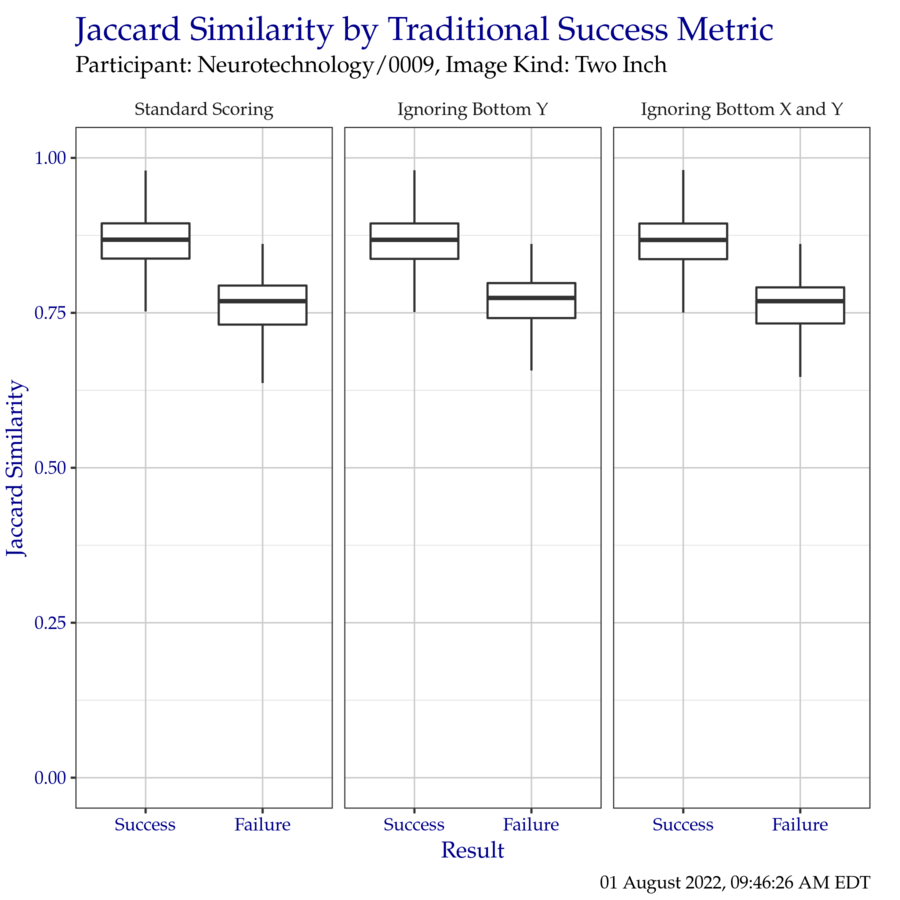 Jaccard Similarity by Traditional Success Metric
Participant: Neurotechnology/0009, Image Kind: Two Inch
Standard Scoring
Ignoring Bottom Y
Ignoring Bottom X and Y
1.00
0.75
0.50
0.25
0.00
Jaccard Similarity
Success
Failure
Success
Failure
Success
Failure
Result
01 August 2022, 09:46:26 AM EDT